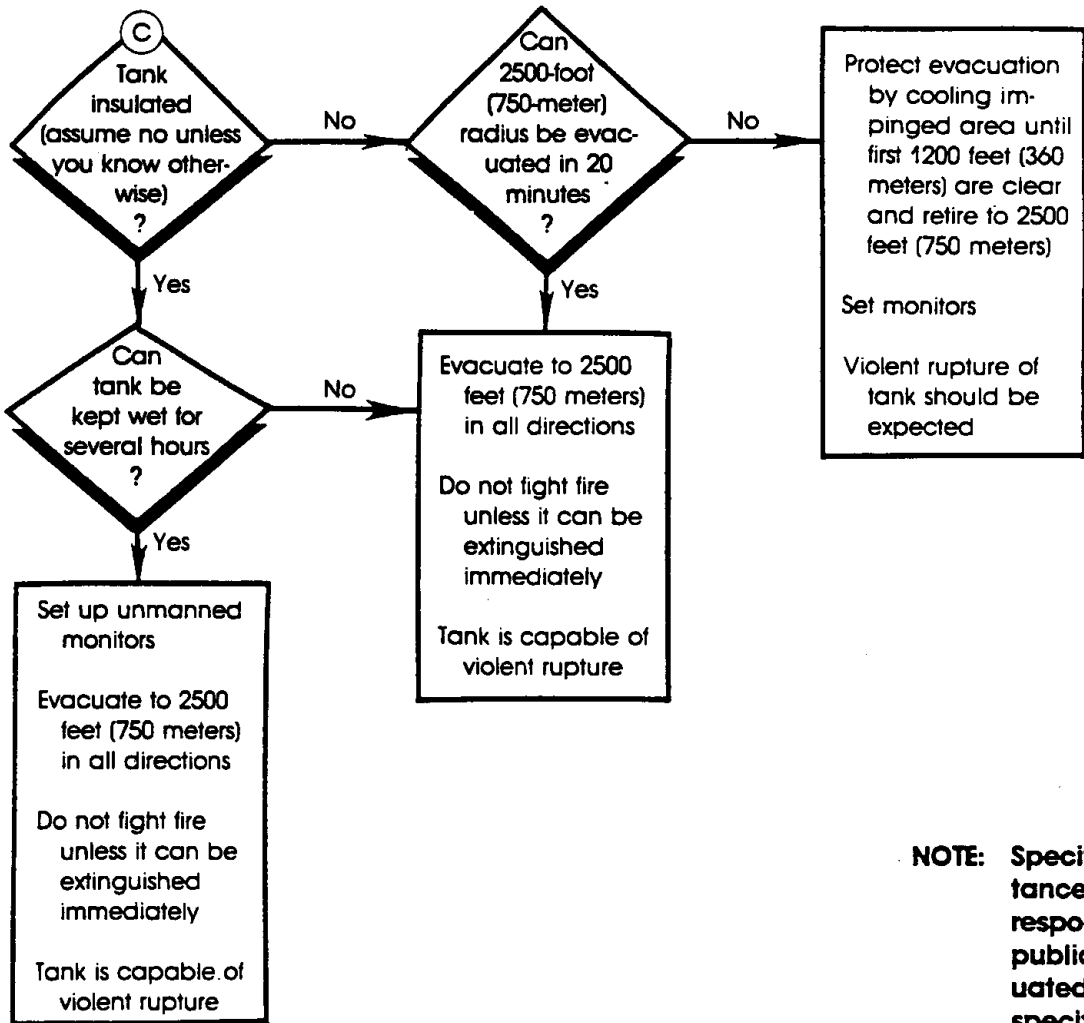 C
Tank
insulated
(assume no unless
you know other-
wise)
?
No
Can
2500-foot
(750-meter)
radius be evac-
uated in 20
minutes
?
No
Protect evacuation
by cooling im-
pinged area until
first 1200 feet (360
meters) are clear
and retire to 2500
feet (750 meters)
Set monitors
Violent rupture of
tank should be
expected
Yes
Can
tank be
kept wet for
several hours
?
No
Yes
Evacuate to 2500
feet (750 meters)
in all directions
Do not fight fire
unless it can be
extinguished
immediately
Tank is capable of
violent rupture
Yes
Set up unmanned
monitors
Evacuate to 2500
feet (750 meters)
in all directions
Do not fight fire
unless it can be
extinguished
immediately
Tank is capable of
violent rupture
NOTE: Speci
tance
respo
public
uated
specif